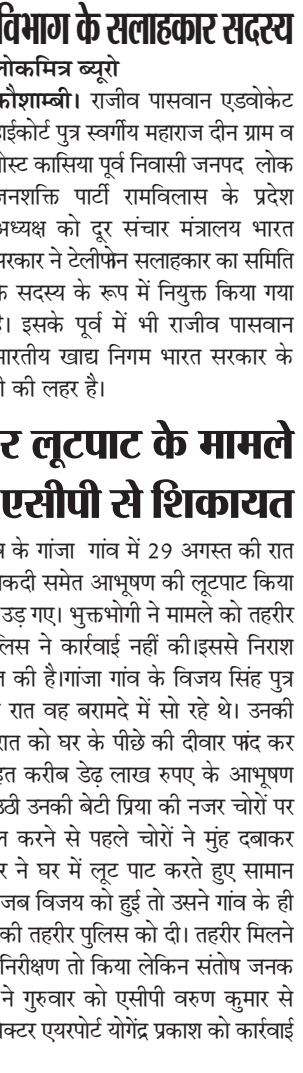 विभाग के सलाहकार सदस्य
लोकमित्र ब्यूरो
कौशाम्बी। राजीव पासवान एडवोकेट
हाईकोर्ट पुत्र स्वर्गीय महाराज दीन ग्राम व
पोस्ट कासिया पूर्व निवासी जनपद लोक
जनशक्ति पार्टी रामविलास के प्रदेश
अध्यक्ष को दूर संचार मंत्रालय भारत
सरकार ने टेलीफोन सलाहकार का समिति
के सदस्य के रूप में नियुक्त किया गया
है। इसके पूर्व में भी राजीव पासवान
भारतीय खाद्य निगम भारत सरकार के
की लहर है।
र लूटपाट के मामले
एसीपी से शिकायत
के गांजा गांव में 29 अगस्त की रात
नकदी समेत आभूषण की लूटपाट किया
उड़ गए। भुक्तभोगी ने मामले को तहरीर
पुलिस ने कार्रवाई नहीं की।इससे निराश
की है।गांजा गांव के विजय सिंह पुत्र
रात वह बरामदे में सो रहे थे। उनकी
रात को घर के पीछे की दीवार फांद कर
करीब डेढ़ लाख रुपए के आभूषण
उठी उनकी बेटी प्रिया की नजर चोरों पर
करने से पहले चोरों ने मुंह दबाकर
र ने घर में लूट पाट करते हुए सामान
जब विजय को हुई तो उसने गांव के ही
की तहरीर पुलिस को दी। तहरीर मिलने
निरीक्षण तो किया लेकिन संतोष जनक
ने गुरुवार को एसीपी वरुण कुमार से
एयरपोर्ट योगेंद्र प्रकाश को कार्रवाई